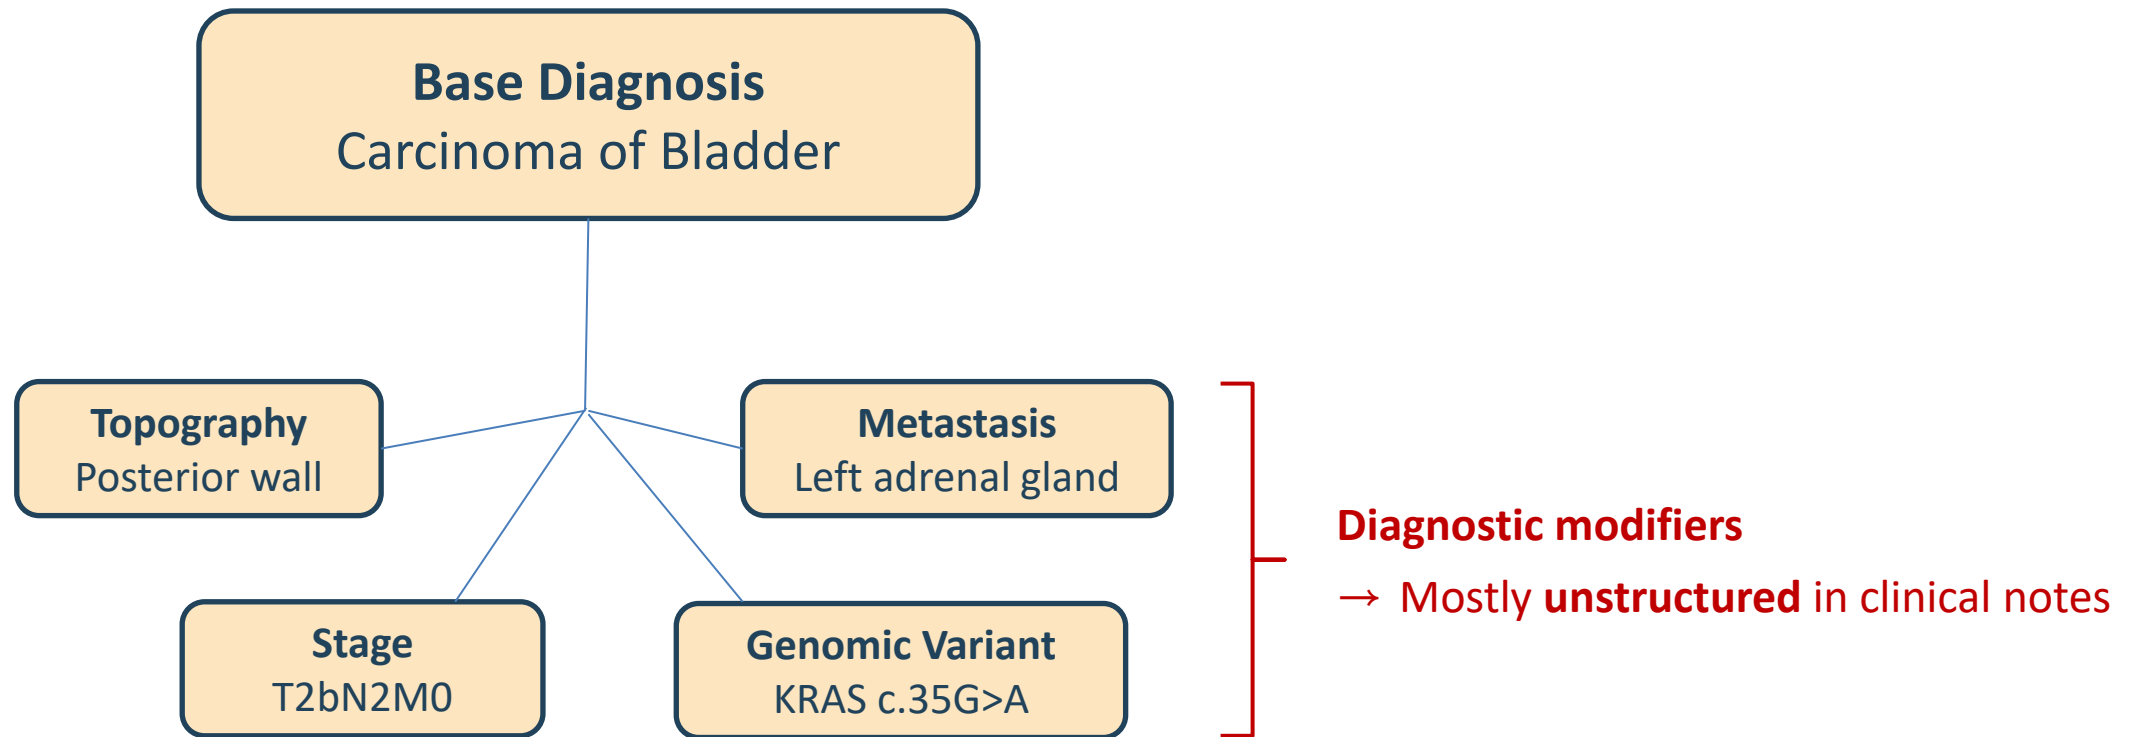 Base Diagnosis
Carcinoma of Bladder
Topography
Posterior wall
Metastasis
Left adrenal gland
Stage
T2bN2M0
Genomic Variant
KRAS c.35G>A
Diagnostic modifiers
→ Mostly unstructured in clinical notes